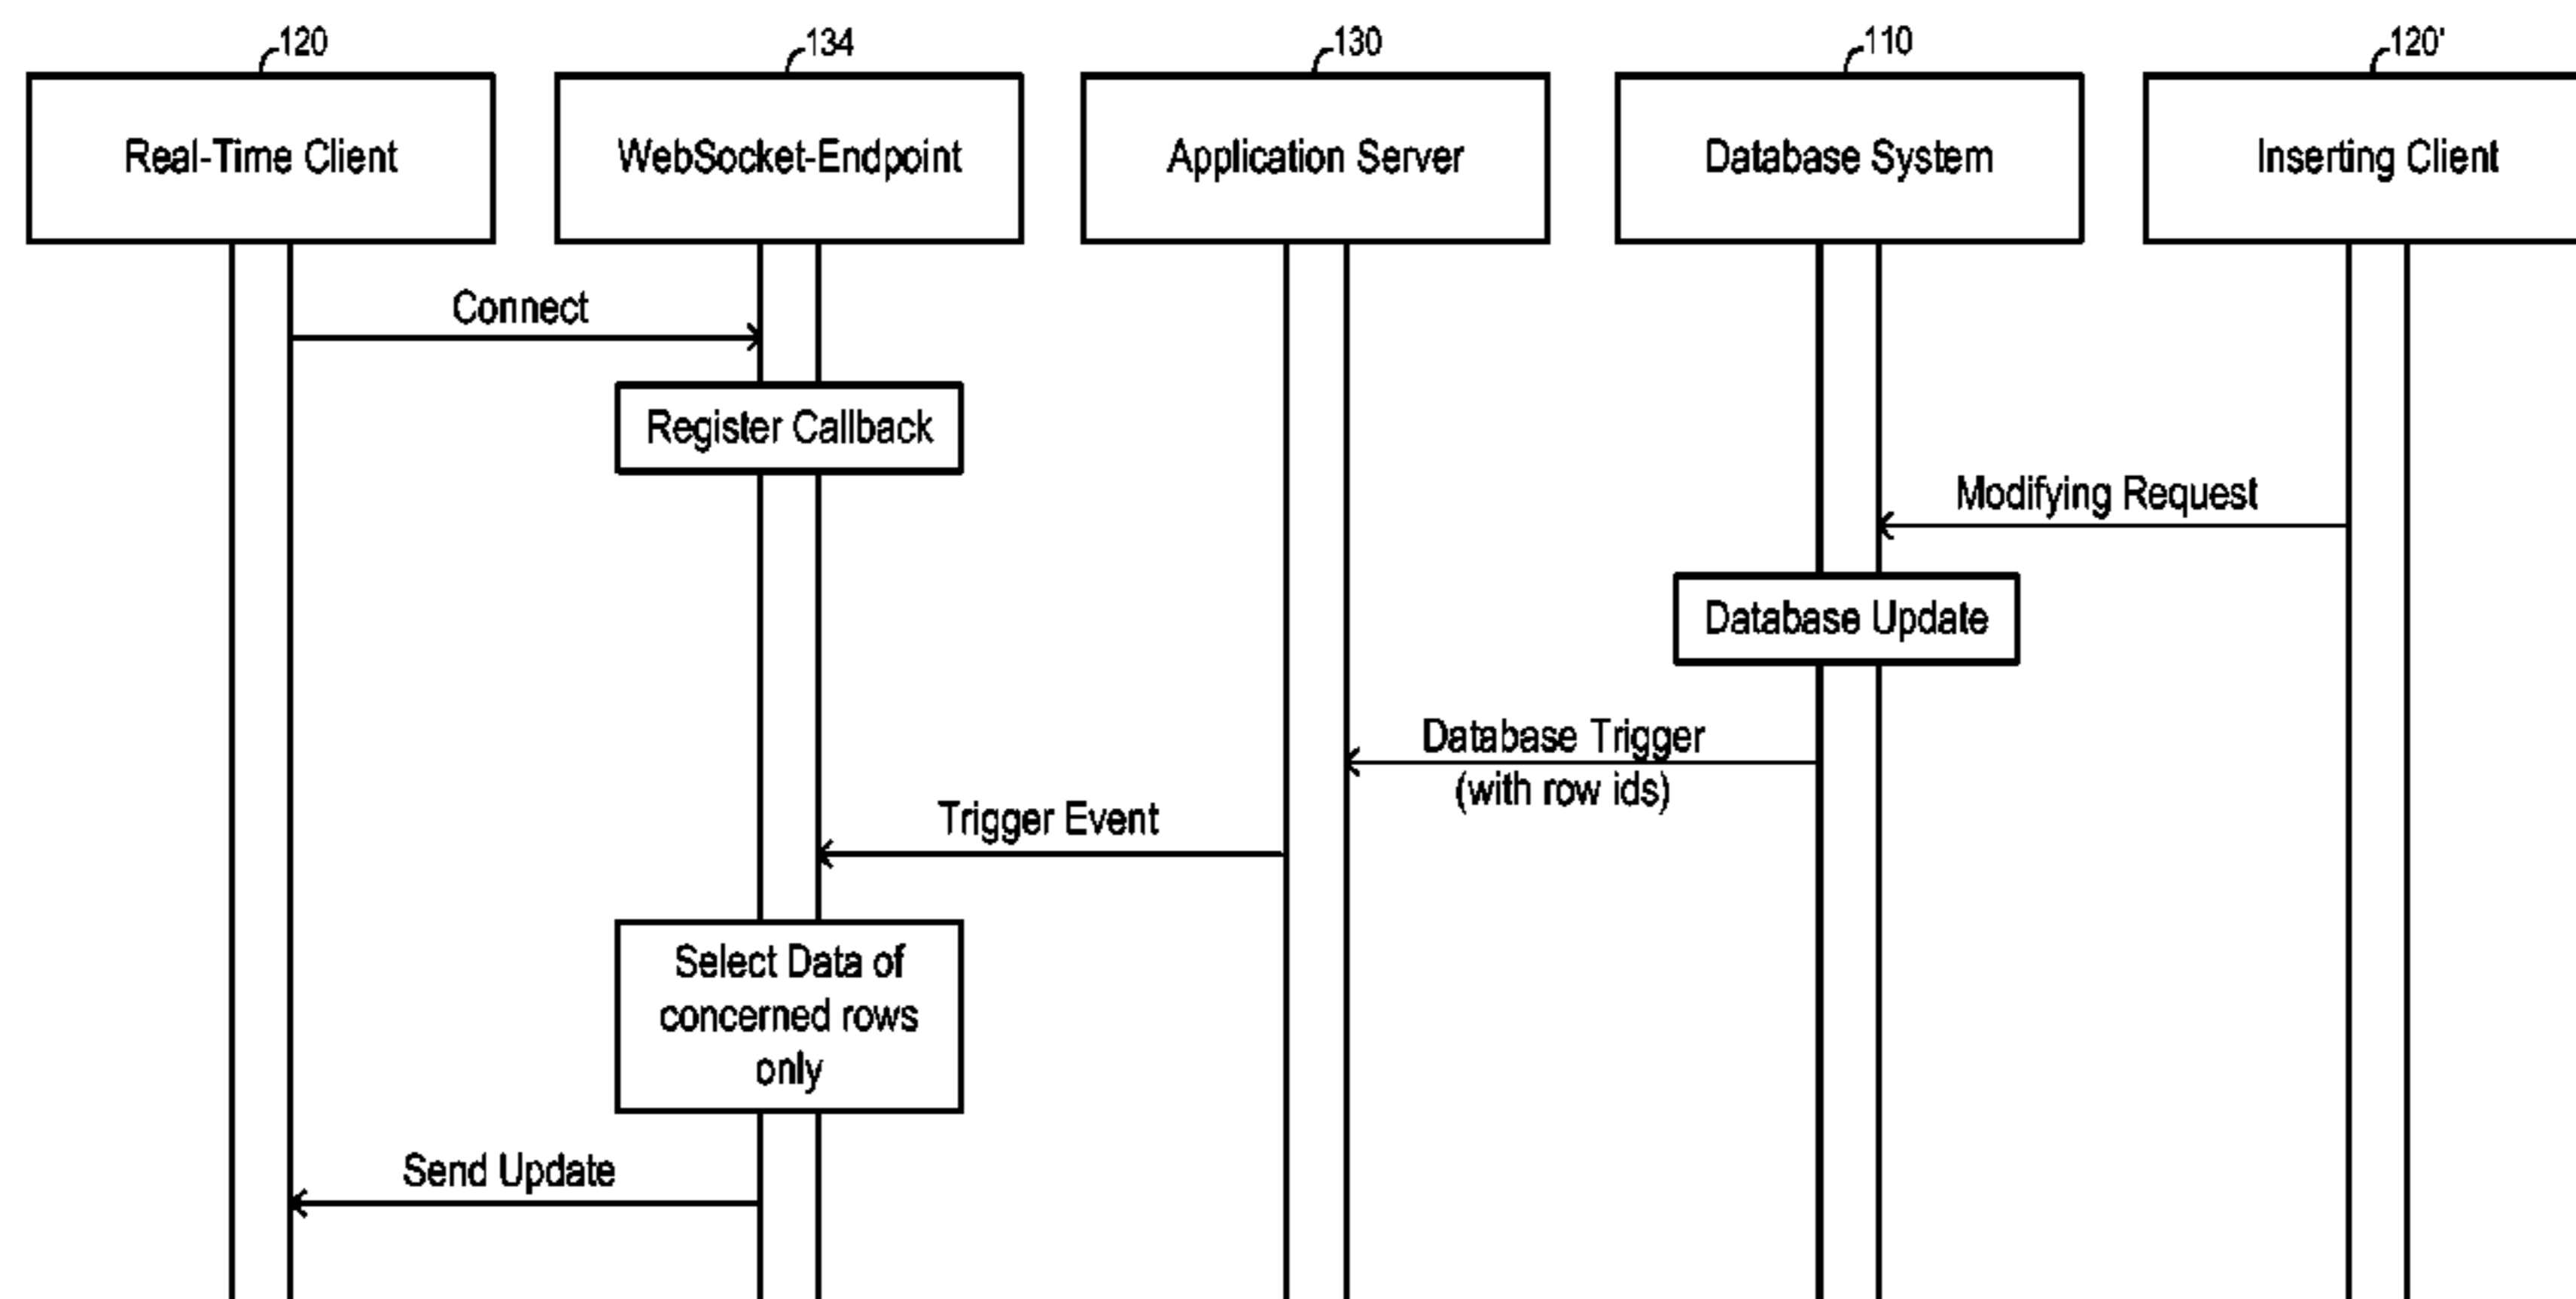 120
134
130
110
120'
Real-Time Client
WebSocket-Endpoint
Application Server
Database System
Inserting Client
Connect
Register Callback
Modifying Request
Database Update
Database Trigger
(with row ids)
Trigger Event
Select Data of
concerned rows
only
Send Update